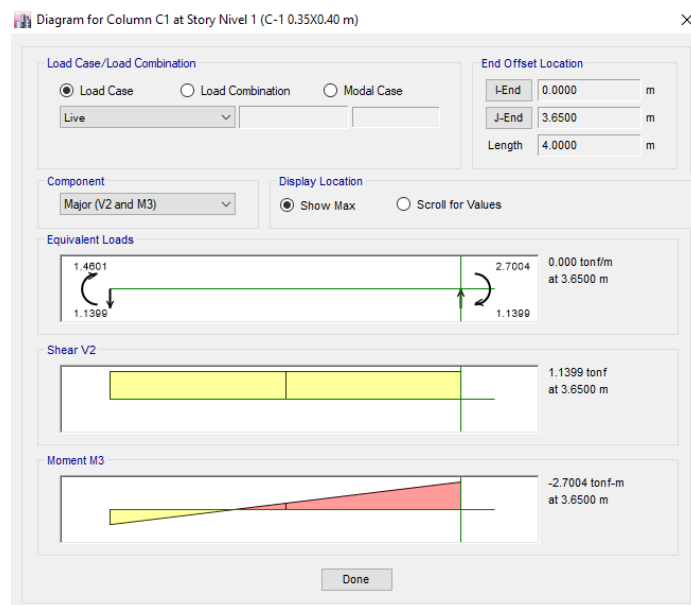 Diagram for Column C1 at Story Nivel 1 (C-1 0.35X0.40 m)
Load Case/Load Combination
Load Case Load Combination Modal Case
Live
End Offset Location
I-End 0.0000 m
J-End 3.6500 m
Length 4.0000 m
Component
Major (V2 and M3)
Display Location
Show Max Scroll for Values
Equivalent Loads
1.4601 2.7004
1.1399 1.1399
0.000 tonf/m
at 3.6500 m
Shear V2
1.1399 tonf
at 3.6500 m
Moment M3
-2.7004 tonf-m
at 3.6500 m
Done